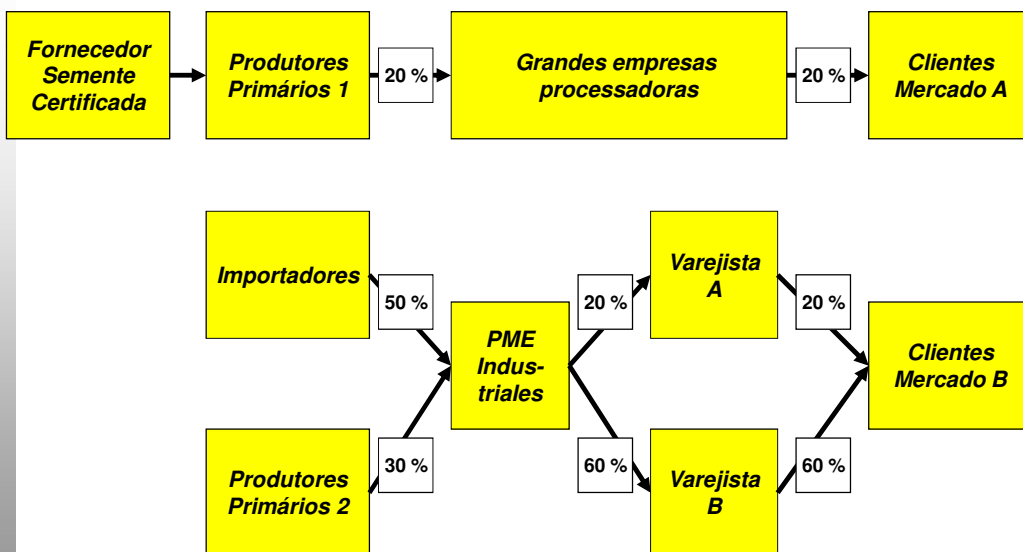 Fornecedor
Semente
Certificada
Produtores
Primários 1
20 %
Grandes empresas
processadoras
20 %
Clientes
Mercado A
Importadores
50 %
Produtores
Primários 2
30 %
PME
Indus-
triales
20 %
60 %
Varejista
A
Varejista
B
20 %
60 %
Clientes
Mercado B